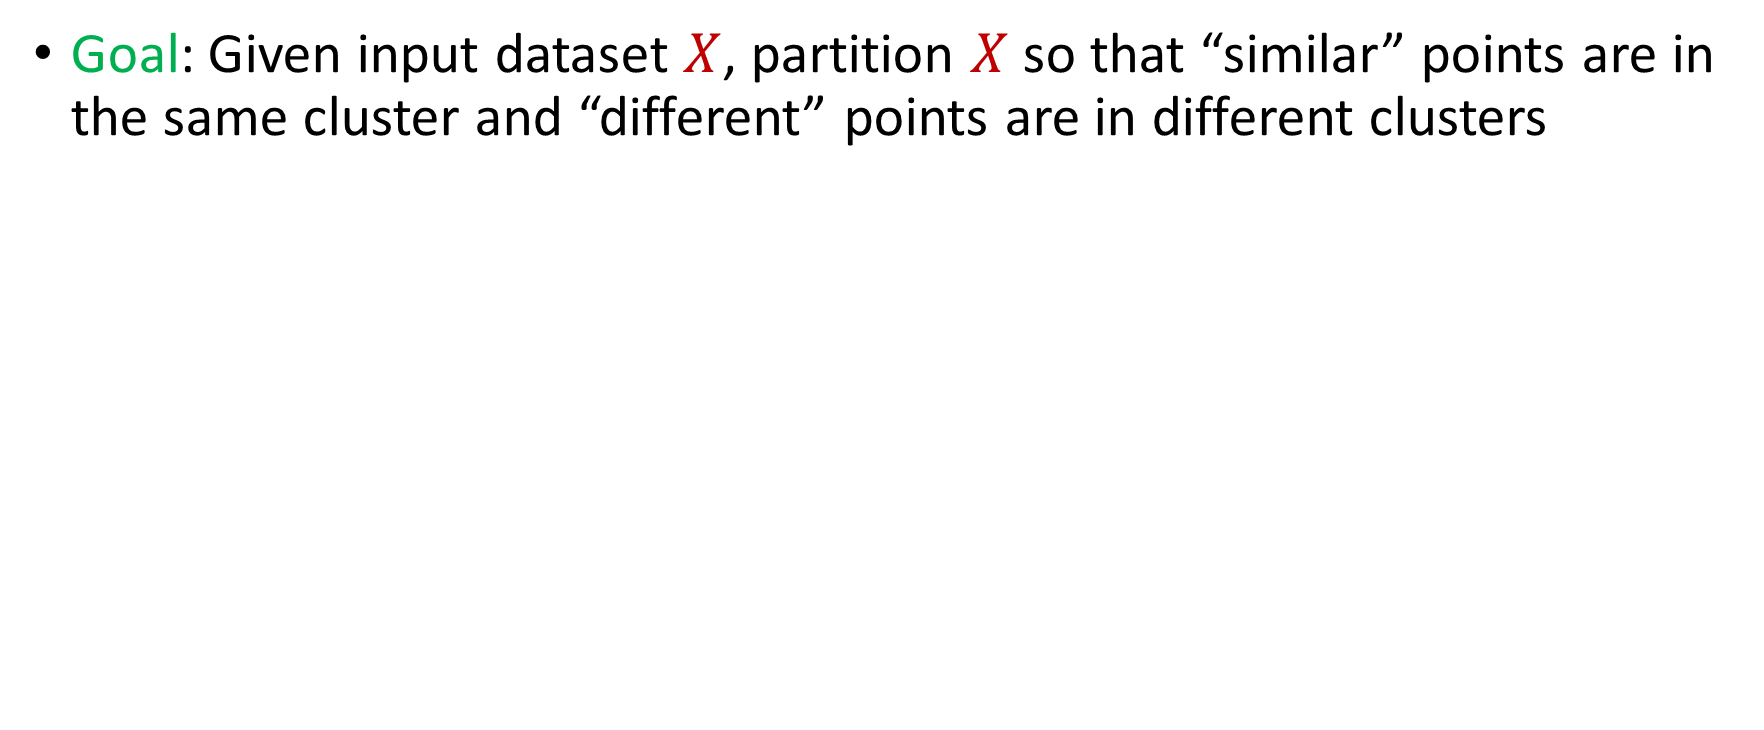 • Goal: Given input dataset X, partition X so that “similar” points are in
the same cluster and “different” points are in different clusters